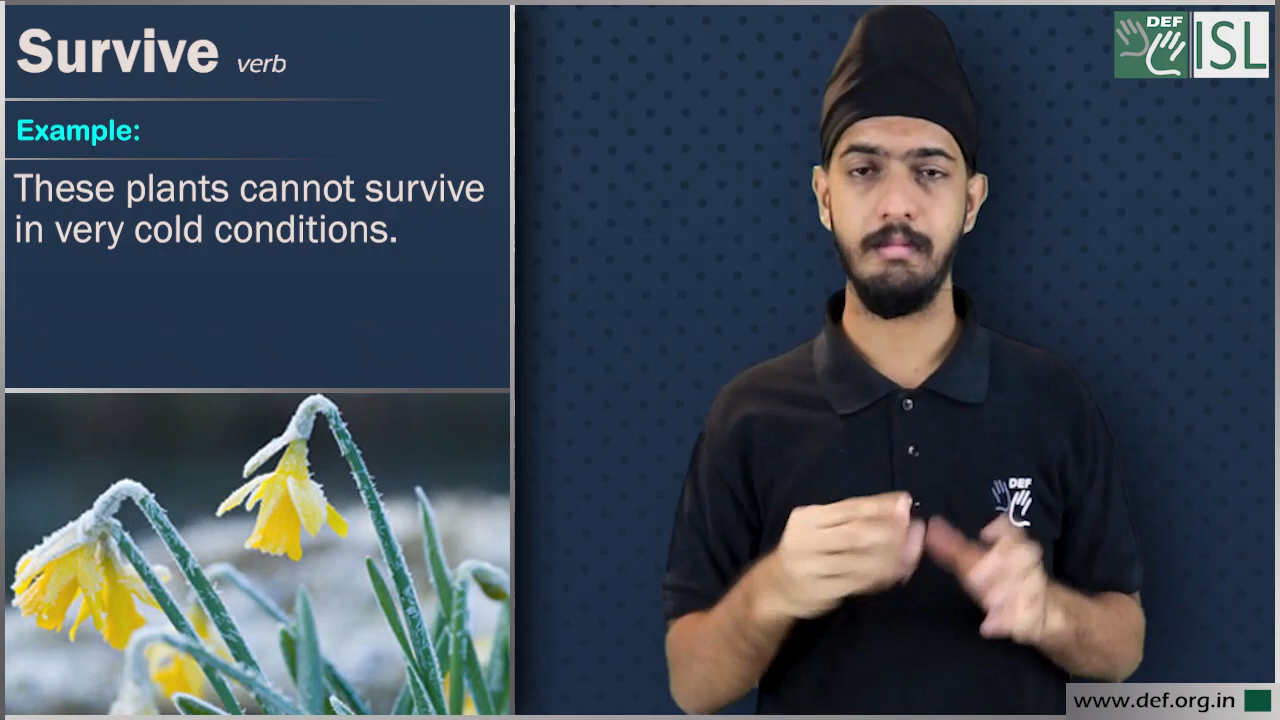 Survive verb
Example:
These plants cannot survive
in very cold conditions.
DEF
ISL
DEF
www.def.org.in